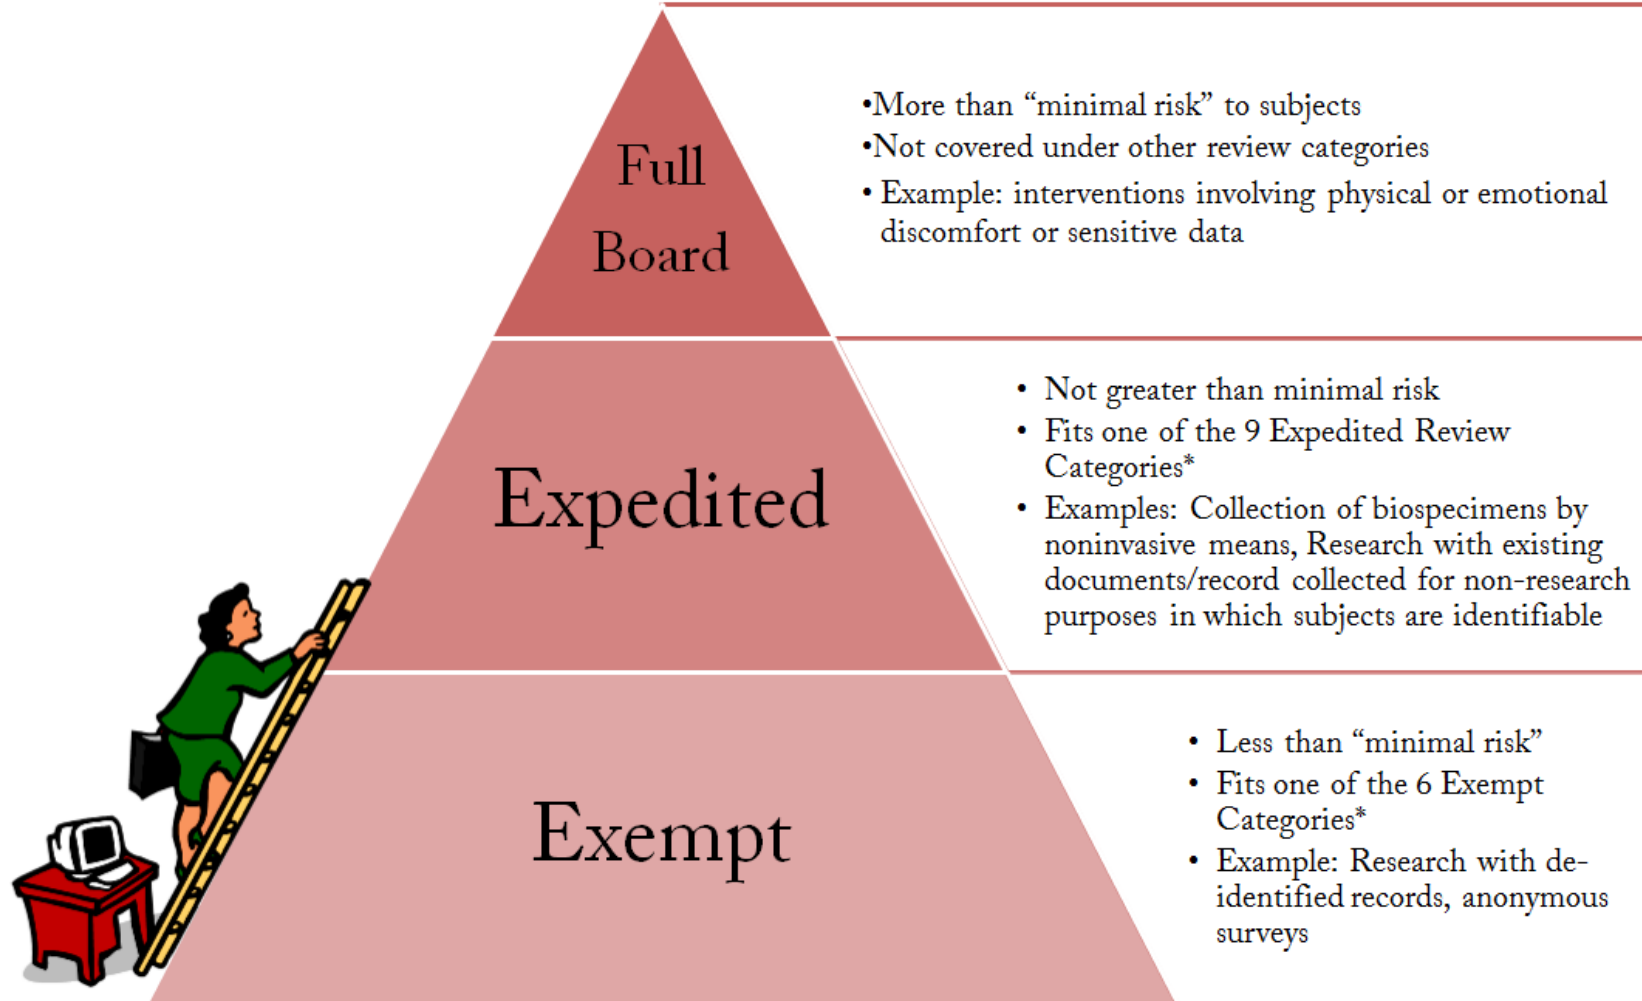 Full
Board
•More than “minimal risk” to subjects
•Not covered under other review categories
• Example: interventions involving physical or emotional
discomfort or sensitive data
Expedited
• Not greater than minimal risk
• Fits one of the 9 Expedited Review
Categories*
• Examples: Collection of biospecimens by
noninvasive means, Research with existing
documents/record collected for non-research
purposes in which subjects are identifiable
Exempt
• Less than “minimal risk”
• Fits one of the 6 Exempt
Categories*
• Example: Research with de-
identified records, anonymous
surveys